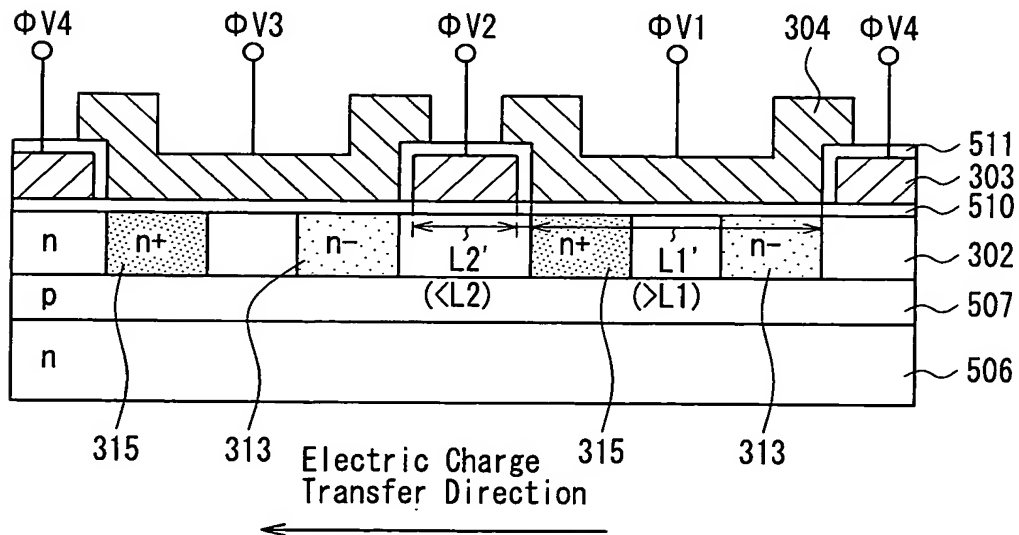 ΦV4 ΦV3 ΦV2 ΦV1 304 ΦV4
511
303
510
n n+ n- L2' n+ L1' n- 302
p (<L2) (>L1) 507
n 506
315 313 315 313
Electric Charge
Transfer Direction